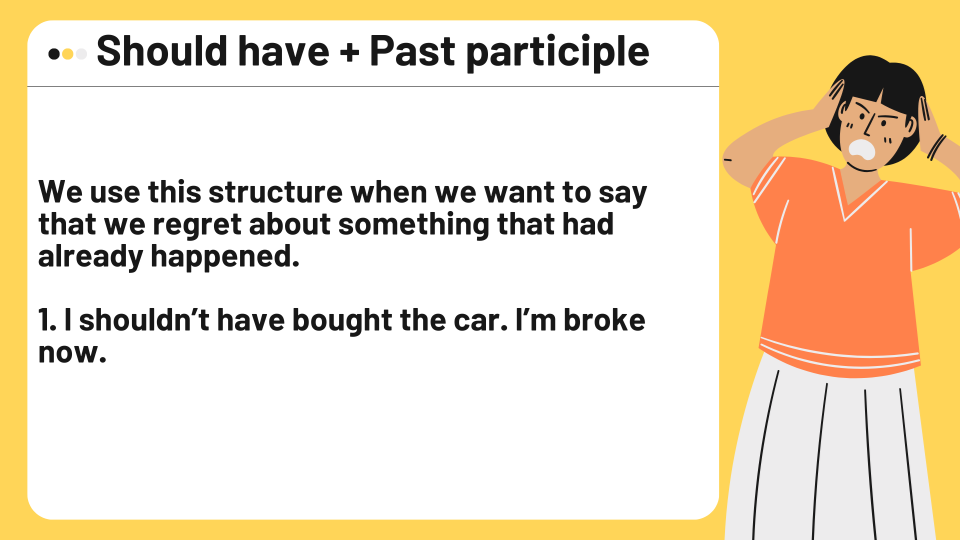 Should have + Past participle
We use this structure when we want to say
that we regret about something that had
already happened.
1. I shouldn’t have bought the car. I’m broke
now.